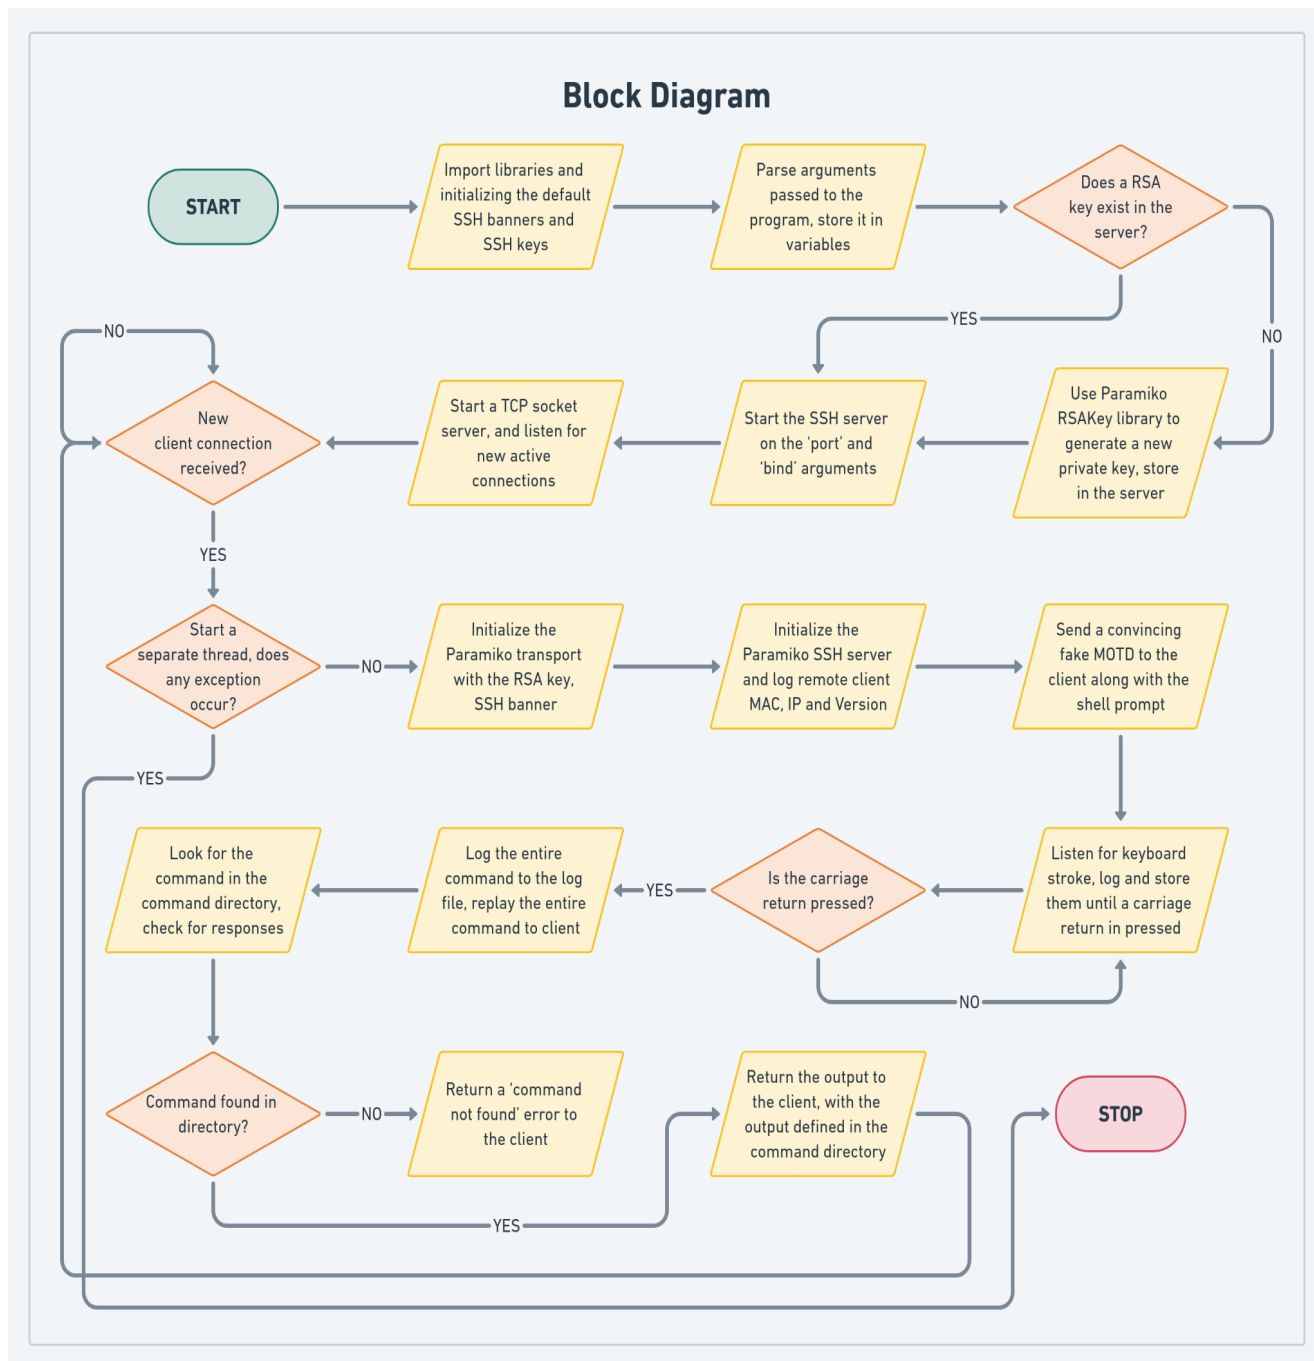 Block Diagram
START
Import libraries and
initializing the default
SSH banners and
SSH keys
Parse arguments
passed to the
program, store it in
variables
Does a RSA
key exist in the
server?
YES
NO
NO
New
client connection
received?
Start a TCP socket
server, and listen for
new active
connections
Start the SSH server
on the ‘port’ and
‘bind’ arguments
Use Paramiko
RSAKey library to
generate a new
private key, store
in the server
YES
Start a
separate thread, does
any exception
occur?
NO
Initialize the
Paramiko transport
with the RSA key,
SSH banner
Initialize the
Paramiko SSH server
and log remote client
MAC, IP and Version
Send a convincing
fake MOTD to the
client along with the
shell prompt
YES
Look for the
command in the
command directory,
check for responses
Log the entire
command to the log
file, replay the entire
command to client
YES
Is the carriage
return pressed?
Listen for keyboard
stroke, log and store
them until a carriage
return in pressed
NO
Command found in
directory?
NO
Return a ‘command
not found’ error to
the client
Return the output to
the client, with the
output defined in the
command directory
STOP
YES